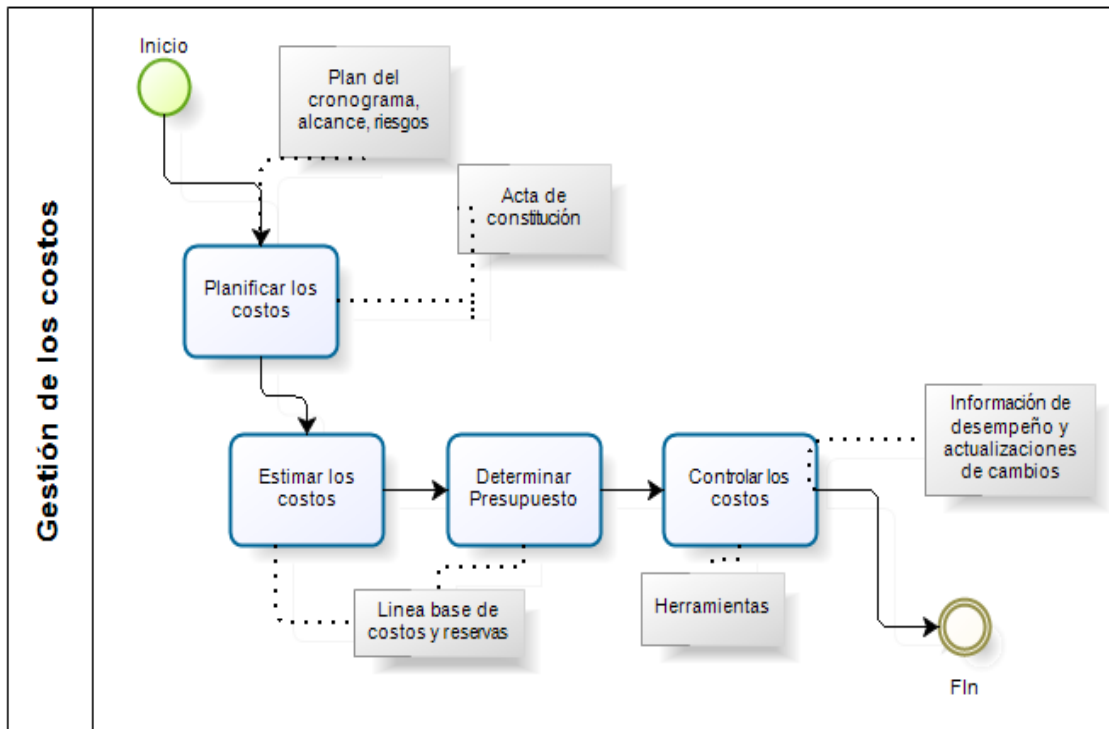 Gestión de los costos
Inicio
Plan del
cronograma,
alcance, riesgos
Acta de
constitución
Planificar los
costos
Estimar los
costos
Determinar
Presupuesto
Controlar los
costos
Información de
desempeño y
actualizaciones
de cambios
Linea base de
costos y reservas
Herramientas
FIn